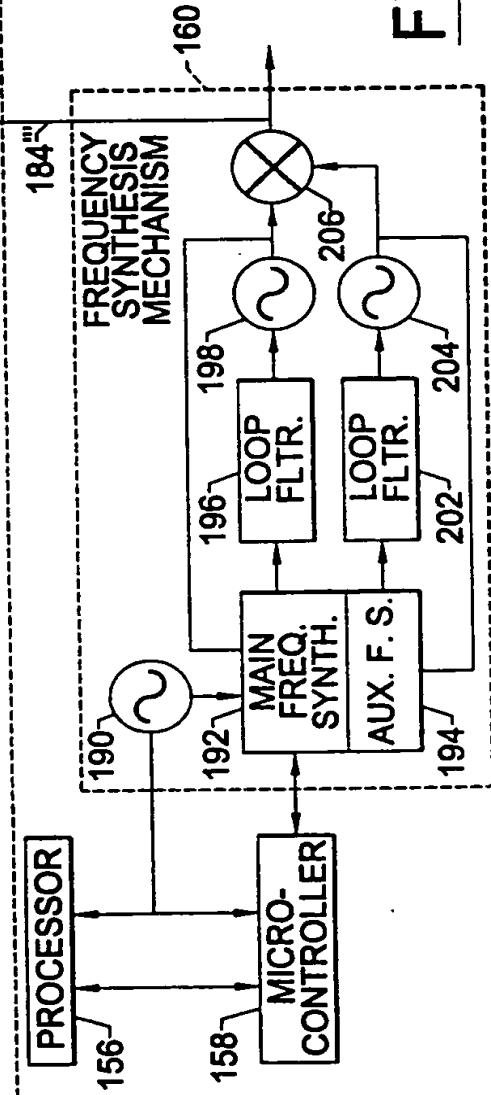 F
160
184""
FREQUENCY
SYNTHESIS
MECHANISM
206
198
204
LOOP
FLTR.
196
LOOP
FLTR.
202
190
MAIN
FREQ.
SYNTH.
192
AUX. F. S.
194
PROCESSOR
156
MICRO-
CONTROLLER
158